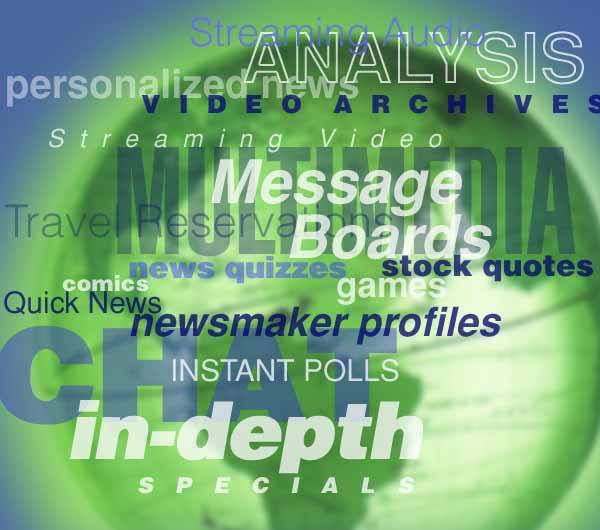 Streaming Audio
ANALYSIS
personalized news
VIDEO ARCHIVES
Streaming Video
MULTIMEDIA
Message
Boards
Travel Reservations
news quizzes
stock quotes
comics
games
Quick News
newsmaker profiles
CHAT
INSTANT POLLS
in-depth
SPECIALS